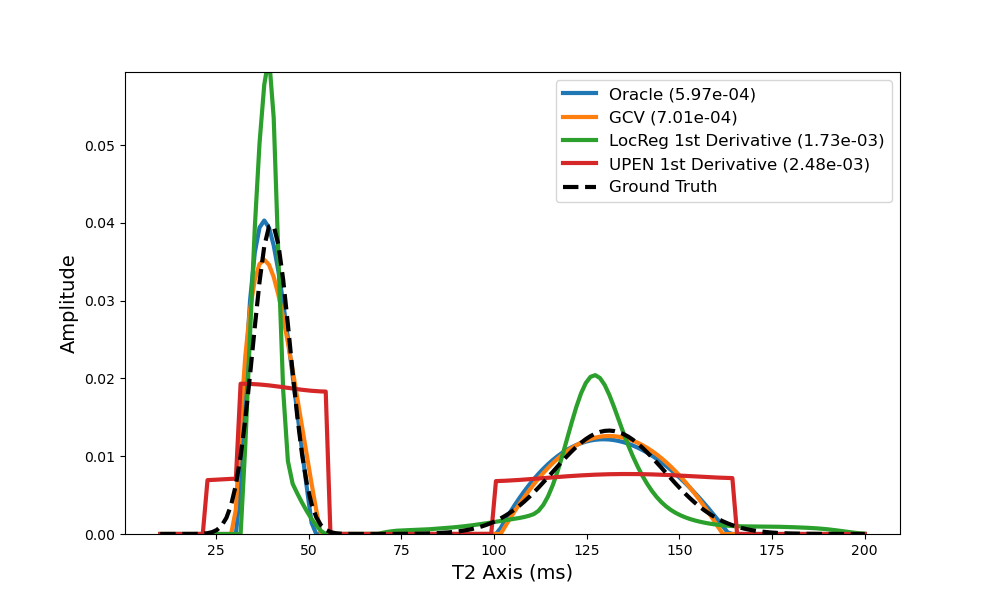 Oracle (5.97e-04)
GCV (7.01e-04)
LocReg 1st Derivative (1.73e-03)
UPEN 1st Derivative (2.48e-03)
Ground Truth
Amplitude
0.05
0.04
0.03
0.02
0.01
0.00
25 50 75 100 125 150 175 200
T2 Axis (ms)